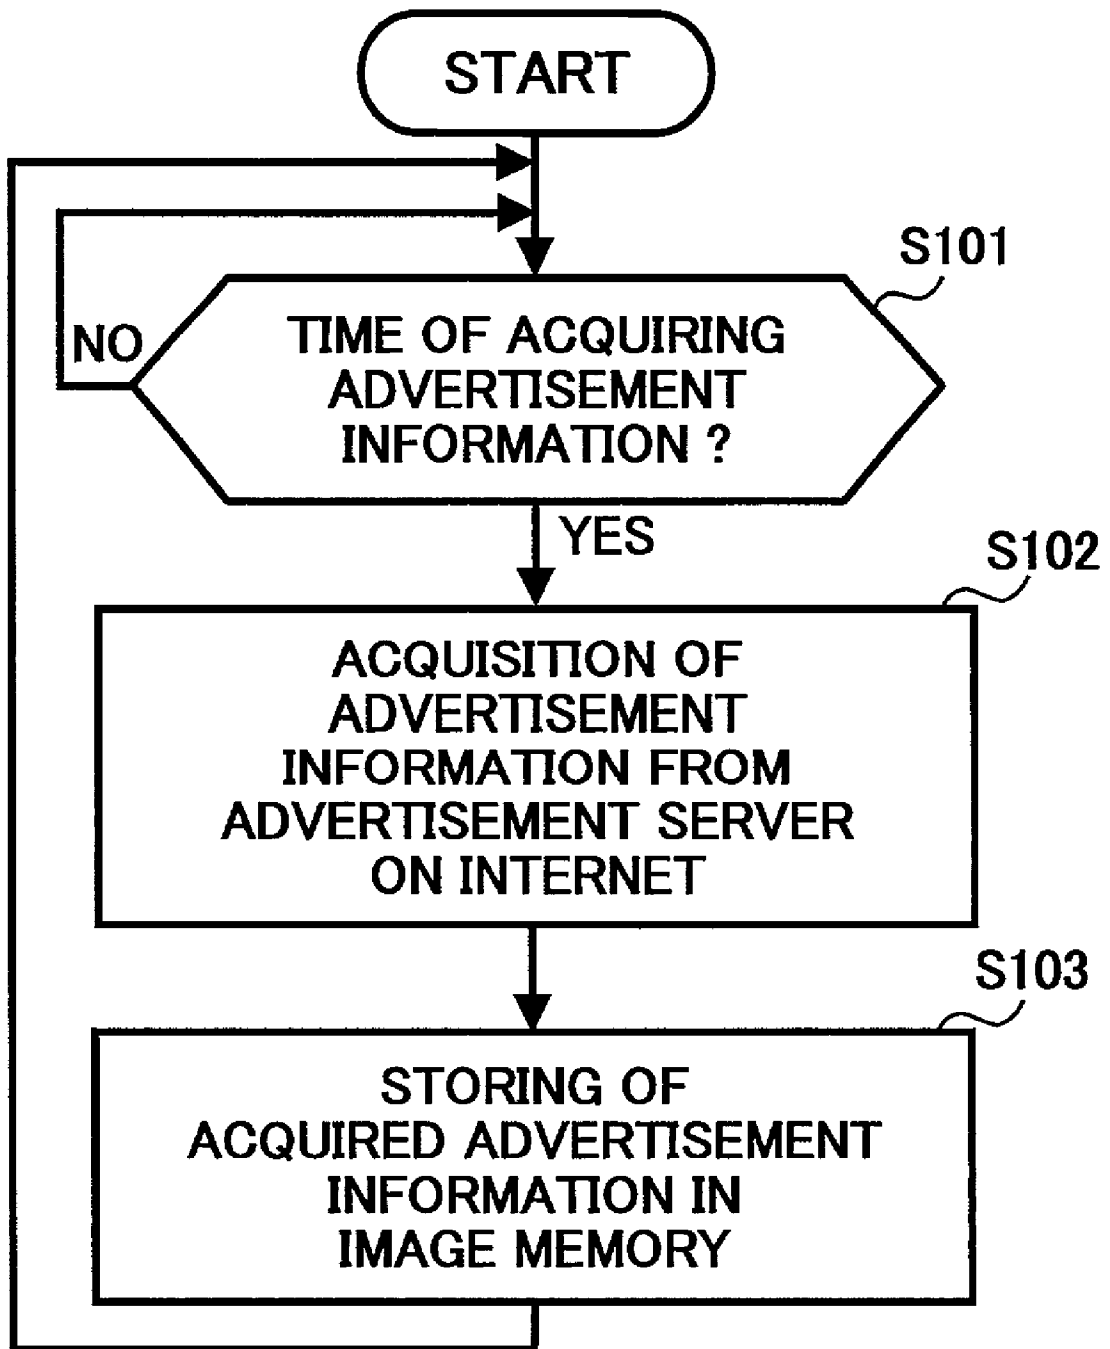 START
S101
TIME OF ACQUIRING
ADVERTISEMENT
INFORMATION ?
NO
YES
S102
ACQUISITION OF
ADVERTISEMENT
INFORMATION FROM
ADVERTISEMENT SERVER
ON INTERNET
S103
STORING OF
ACQUIRED ADVERTISEMENT
INFORMATION IN
IMAGE MEMORY